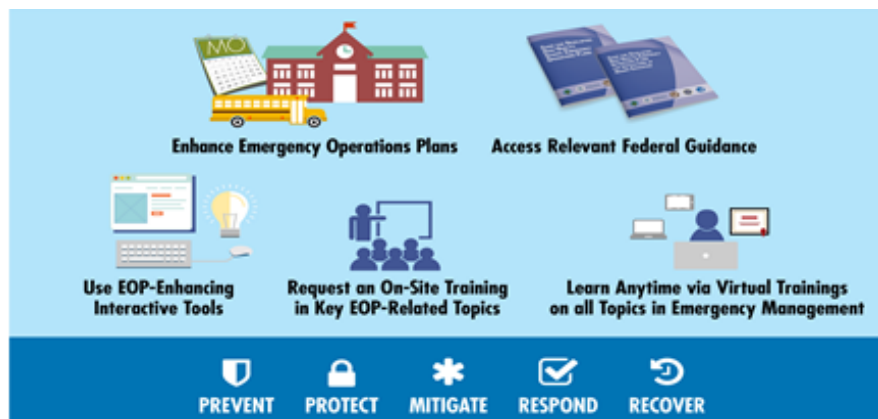 MO
Enhance Emergency Operations Plans
Access Relevant Federal Guidance
Use EOP-Enhancing
Interactive Tools
Request an On-Site Training
in Key EOP-Related Topics
Learn Anytime via Virtual Trainings
on all Topics in Emergency Management
PREVENT
PROTECT
MITIGATE
RESPOND
RECOVER